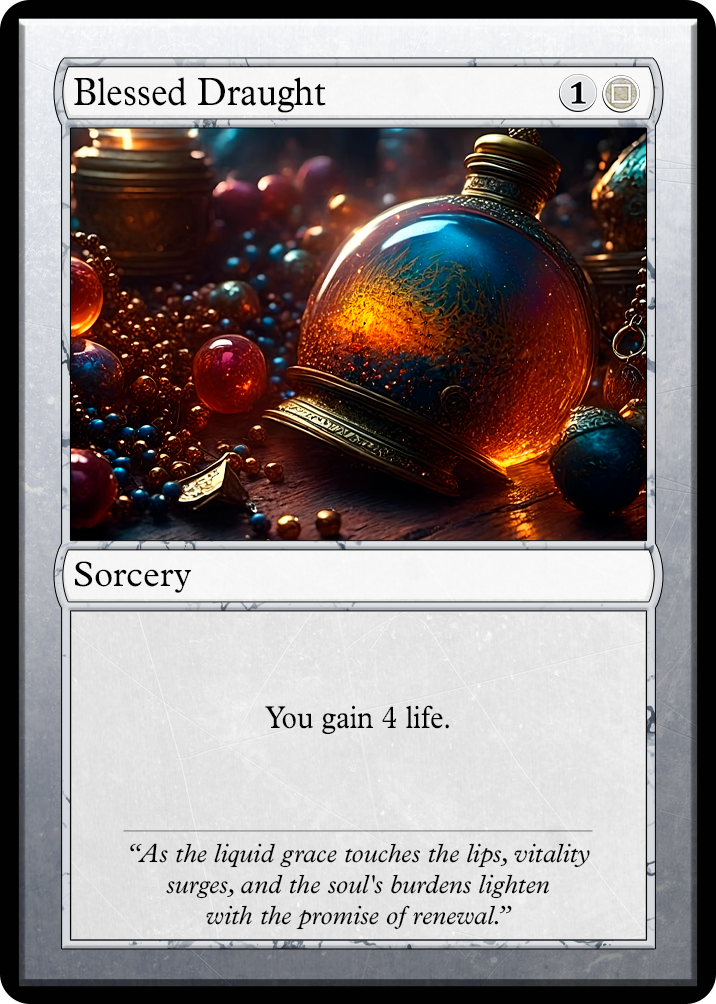 Blessed Draught 1
Sorcery
You gain 4 life.
“As the liquid grace touches the lips, vitality
surges, and the soul's burdens lighten
with the promise of renewal.”